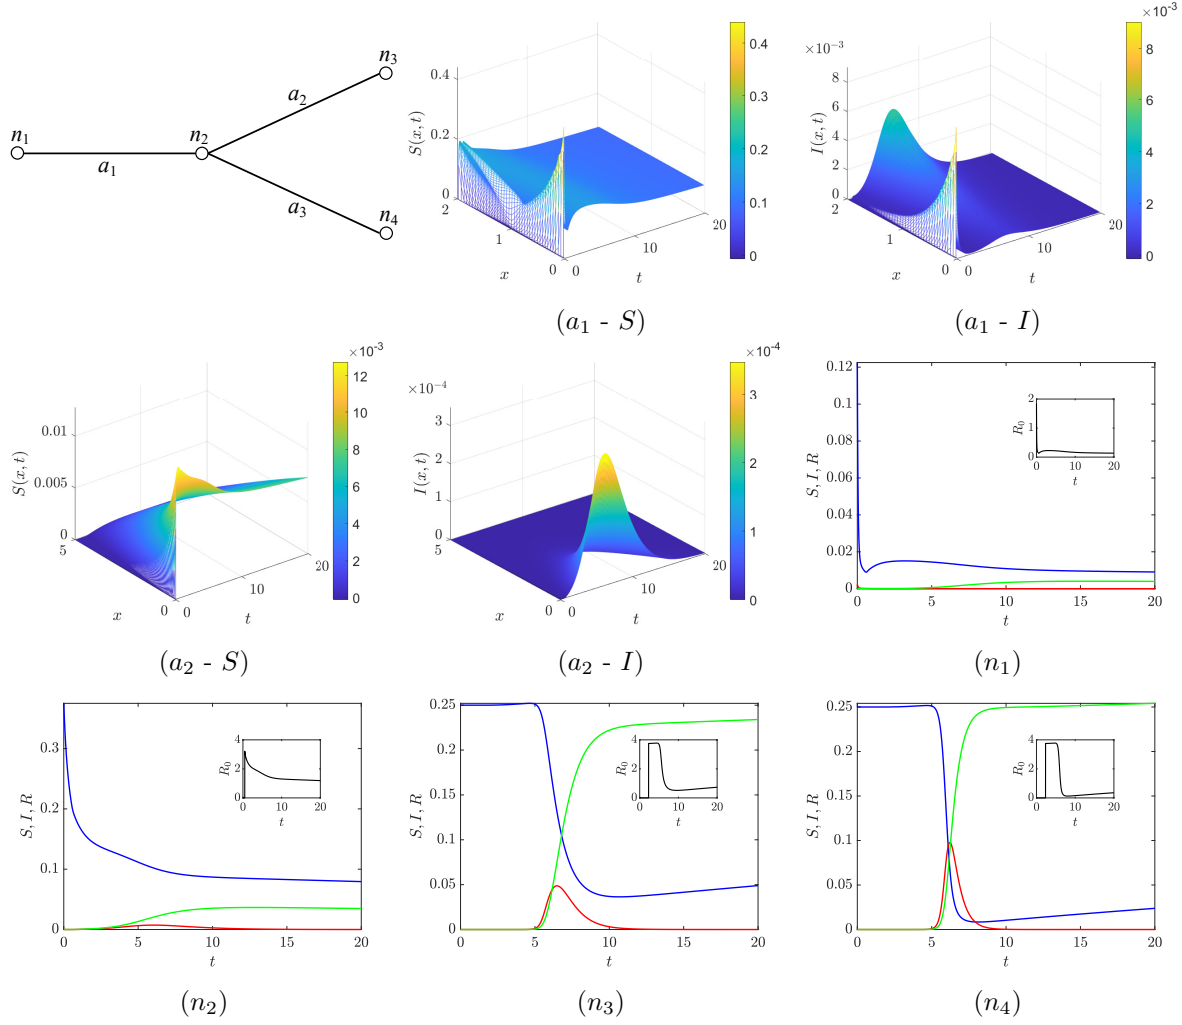 n1
n2
n3
n4
a1
a2
a3
S(x, t)
0.4
0.2
0
2
1
0
x
0
10
20
t
0.4
0.3
0.2
0.1
0
(a1 - S)
×10−3
I(x, t)
8
6
4
2
0
2
1
0
x
0
10
20
t
×10−3
8
6
4
2
0
(a1 - I)
S(x, t)
0.01
0.005
0
5
0
x
0
10
20
t
×10−3
12
10
8
6
4
2
0
(a2 - S)
×10−4
I(x, t)
3
2
1
0
5
0
x
0
10
20
t
×10−4
3
2
1
0
(a2 - I)
S, I, R
0.12
0.1
0.08
0.06
0.04
0.02
0
0 5 10 15 20
t
R0
2
1
0
0 10 20
t
(n1)
S, I, R
0.3
0.2
0.1
0
0 5 10 15 20
t
R0
4
2
0
0 10 20
t
(n2)
S, I, R
0.25
0.2
0.15
0.1
0.05
0
0 5 10 15 20
t
R0
4
2
0
0 10 20
t
(n3)
S, I, R
0.25
0.2
0.15
0.1
0.05
0
0 5 10 15 20
t
R0
4
2
0
0 10 20
t
(n4)